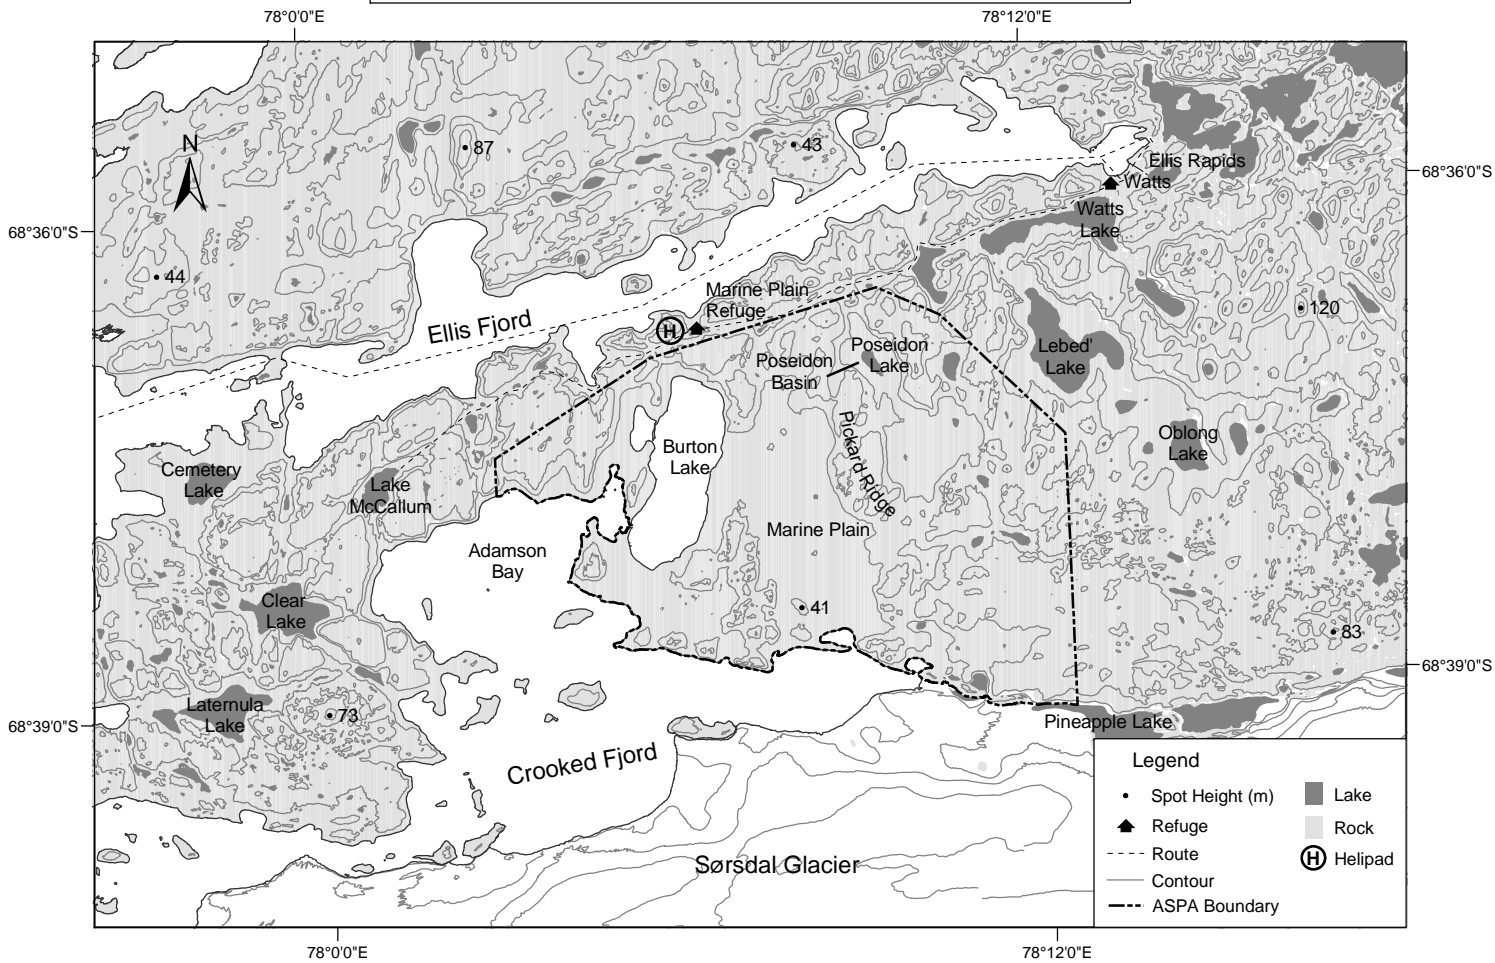 78°0'0"E
78°12'0"E
N
87
43
Ellis Rapids
Watts
68°36'0"S
Watts
Lake
68°36'0"S
44
120
Marine Plain
Refuge
H
Ellis Fjord
Poseidon
Basin
Poseidon
Lake
Lebed'
Lake
Pickard Ridge
Burton
Lake
Oblong
Lake
Cemetery
Lake
Lake
McCallum
Marine Plain
Adamson
Bay
Clear
Lake
41
83
68°39'0"S
Laternula
Lake
73
68°39'0"S
Pineapple Lake
Crooked Fjord
Sørsdal Glacier
Legend
Spot Height (m)
Refuge
Route
Contour
ASPA Boundary
Lake
Rock
H Helipad
78°0'0"E
78°12'0"E